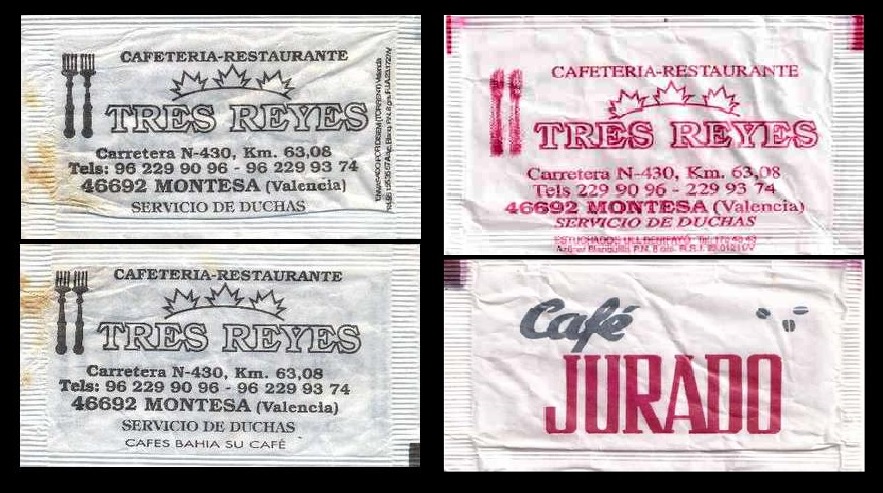 CAFETERIA-RESTAURANTE
TRES REYES
Carretera N-430, Km. 63,08
Tels: 96 229 90 96 - 96 229 93 74
46692 MONTESA (Valencia)
SERVICIO DE DUCHAS
CAFETERIA-RESTAURANTE
TRES REYES
Carretera N-430, Km. 63,08
Tels 229 90 96 - 229 93 74
46692 MONTESA (Valencia)
SERVICIO DE DUCHAS
CAFETERIA-RESTAURANTE
TRES REYES
Carretera N-430, Km. 63,08
Tels: 96 229 90 96 - 96 229 93 74
46692 MONTESA (Valencia)
SERVICIO DE DUCHAS
CAFES BAHIA SU CAFÉ
Café
JURADO